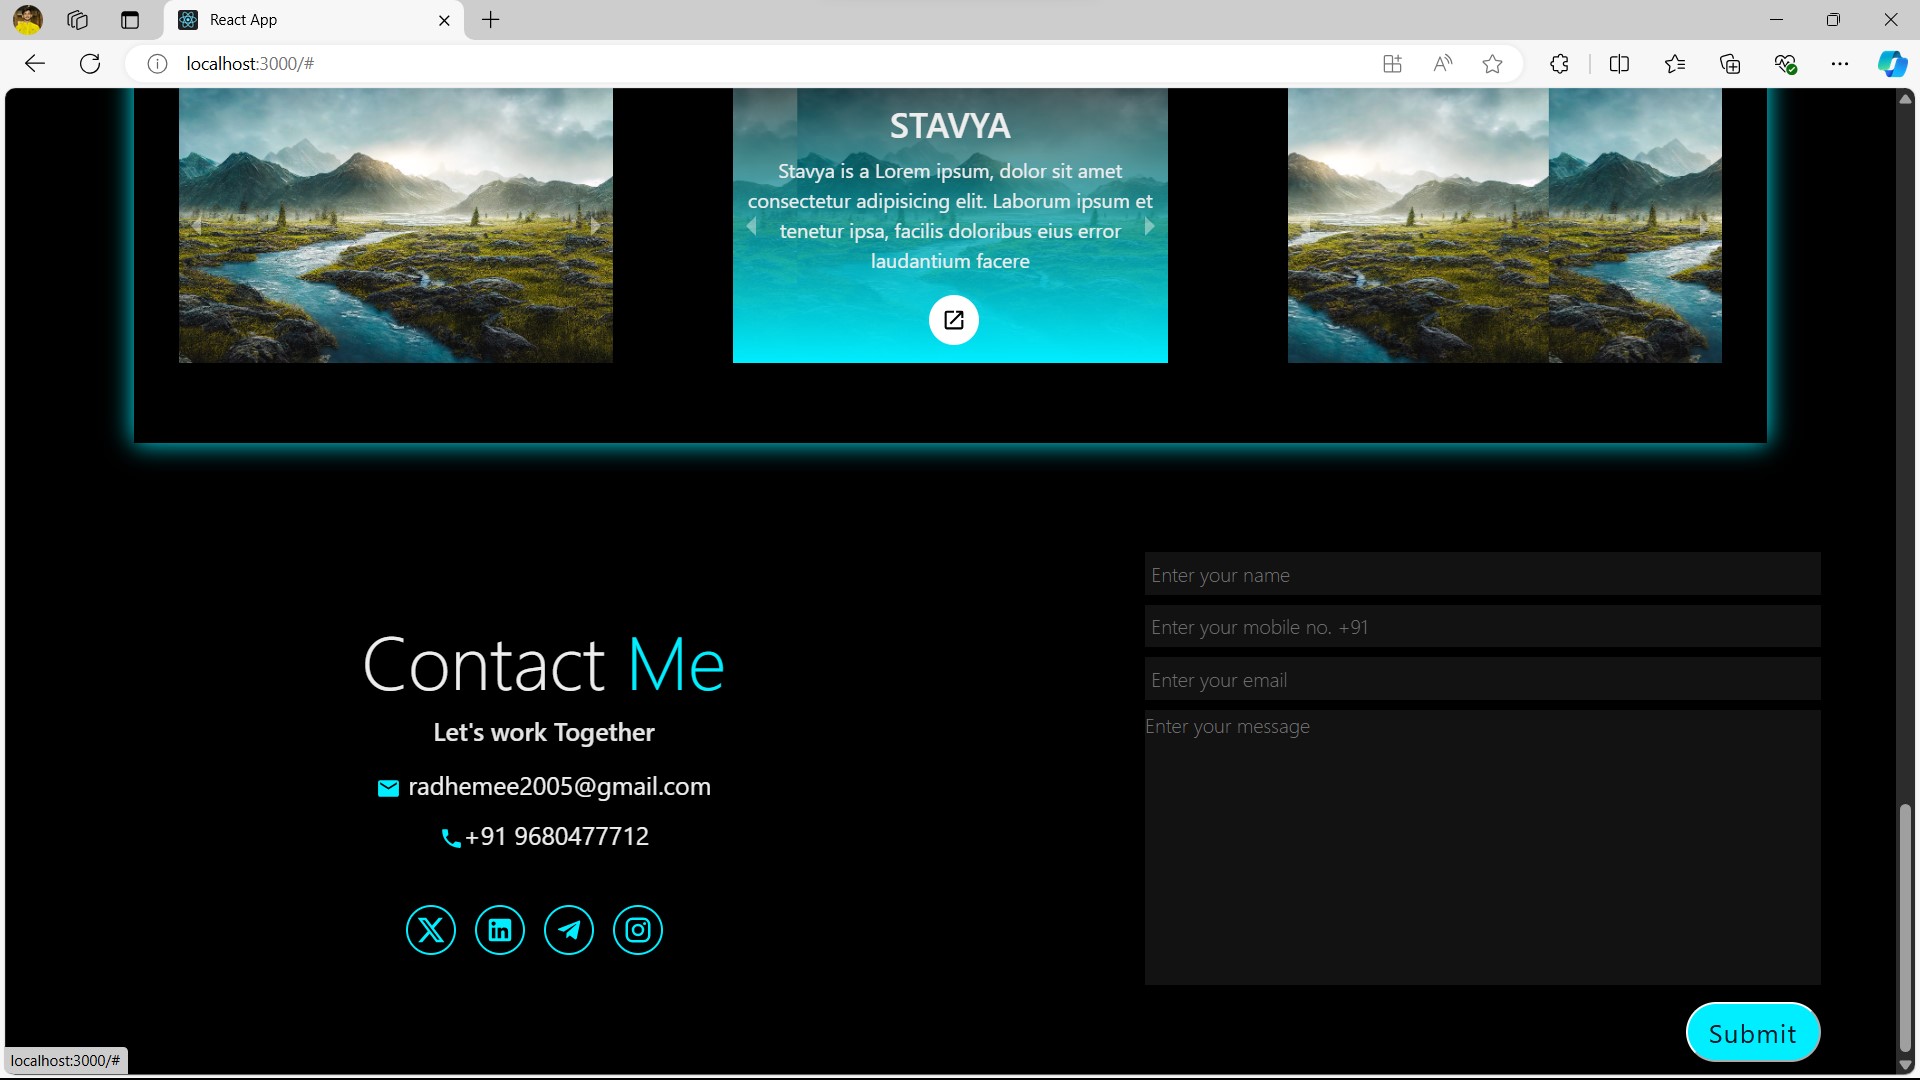 React App
localhost:3000/#
STAVYA
Stavya is a Lorem ipsum, dolor sit amet
consectetur adipisicing elit. Laborum ipsum et
tenetur ipsa, facilis doloribus eius error
laudantium facere
Contact Me
Let's work Together
radhemee2005@gmail.com
+91 9680477712
Enter your name
Enter your mobile no. +91
Enter your email
Enter your message
Submit
localhost:3000/#